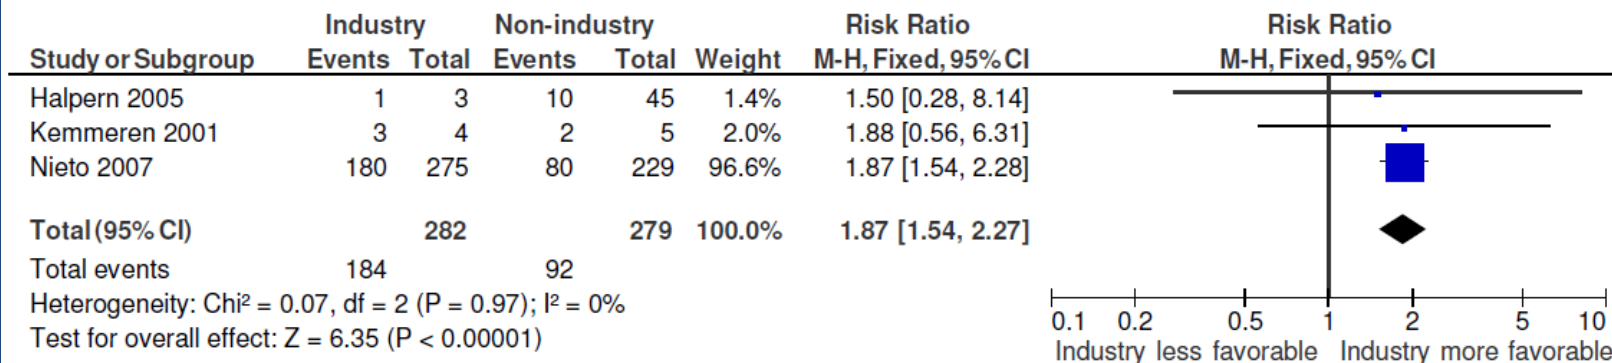 Industry Non-industry Risk Ratio Risk Ratio
Study or Subgroup Events Total Events Total Weight M-H, Fixed, 95% CI M-H, Fixed, 95% CI
Halpern 2005 1 3 10 45 1.4% 1.50 [0.28, 8.14]
Kemmeren 2001 3 4 2 5 2.0% 1.88 [0.56, 6.31]
Nieto 2007 180 275 80 229 96.6% 1.87 [1.54, 2.28]
Total (95% CI) 282 279 100.0% 1.87 [1.54, 2.27]
Total events 184 92
Heterogeneity: Chi² = 0.07, df = 2 (P = 0.97); I² = 0%
Test for overall effect: Z = 6.35 (P < 0.00001)
0.1 0.2 0.5 1 2 5 10
Industry less favorable Industry more favorable